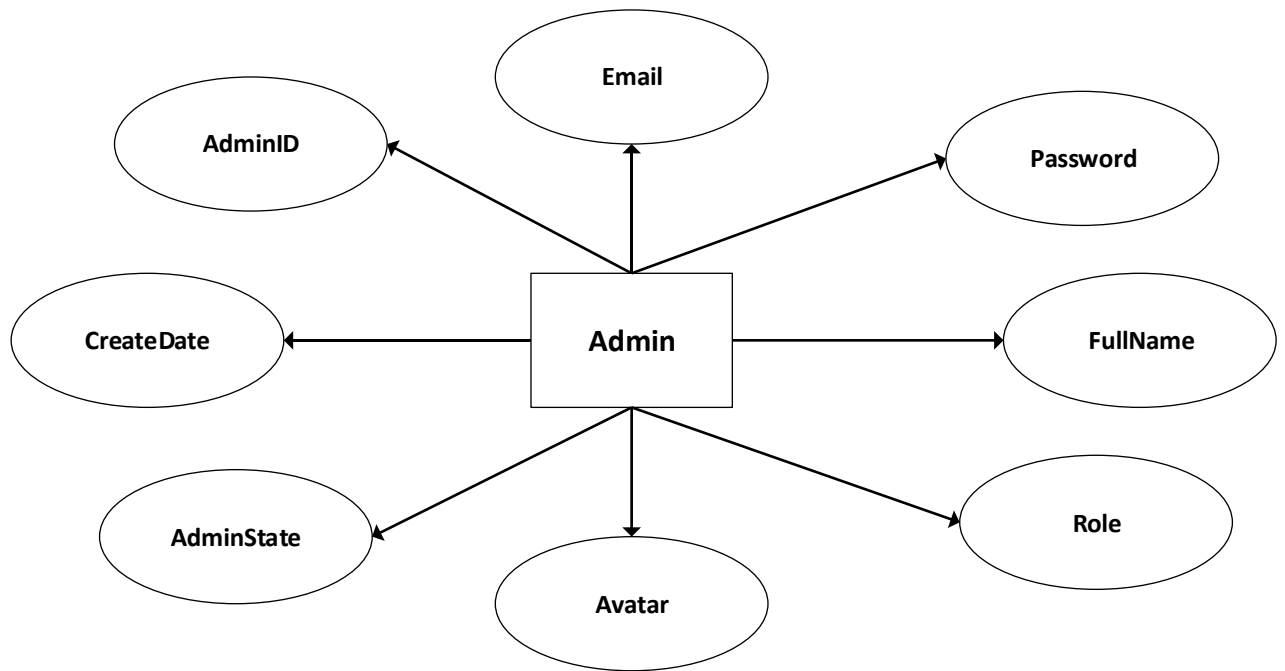 Email
AdminID
Password
CreateDate
Admin
FullName
AdminState
Role
Avatar